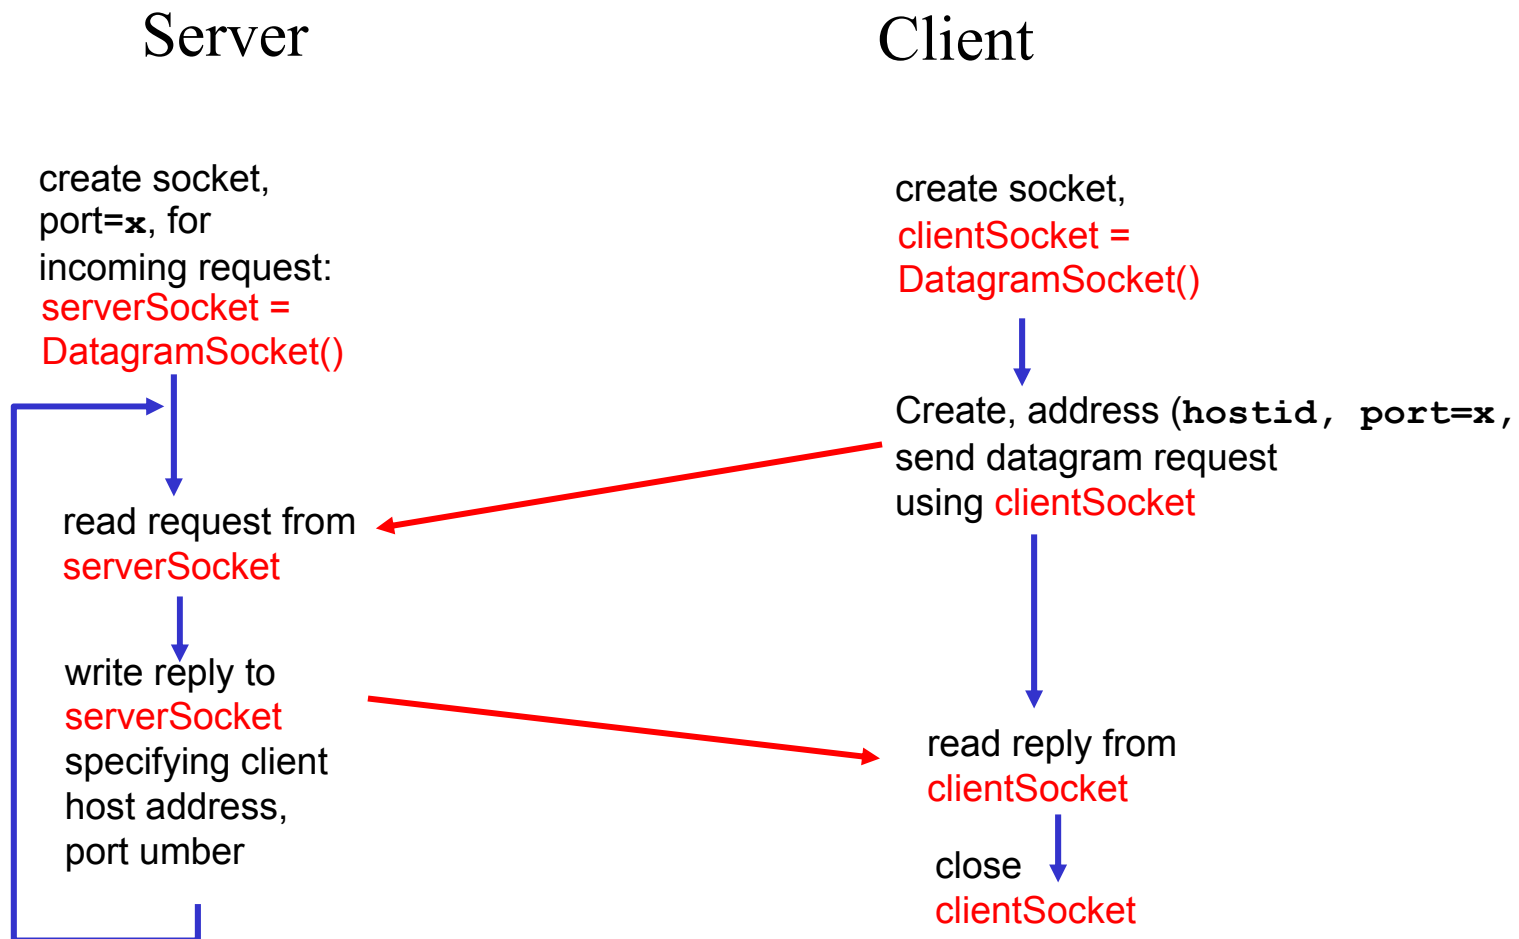 Server
create socket,
port=x, for
incoming request:
serverSocket =
DatagramSocket()
read request from
serverSocket
write reply to
serverSocket
specifying client
host address,
port umber
Client
create socket,
clientSocket =
DatagramSocket()
Create, address (hostid, port=x,
send datagram request
using clientSocket
read reply from
clientSocket
close
clientSocket